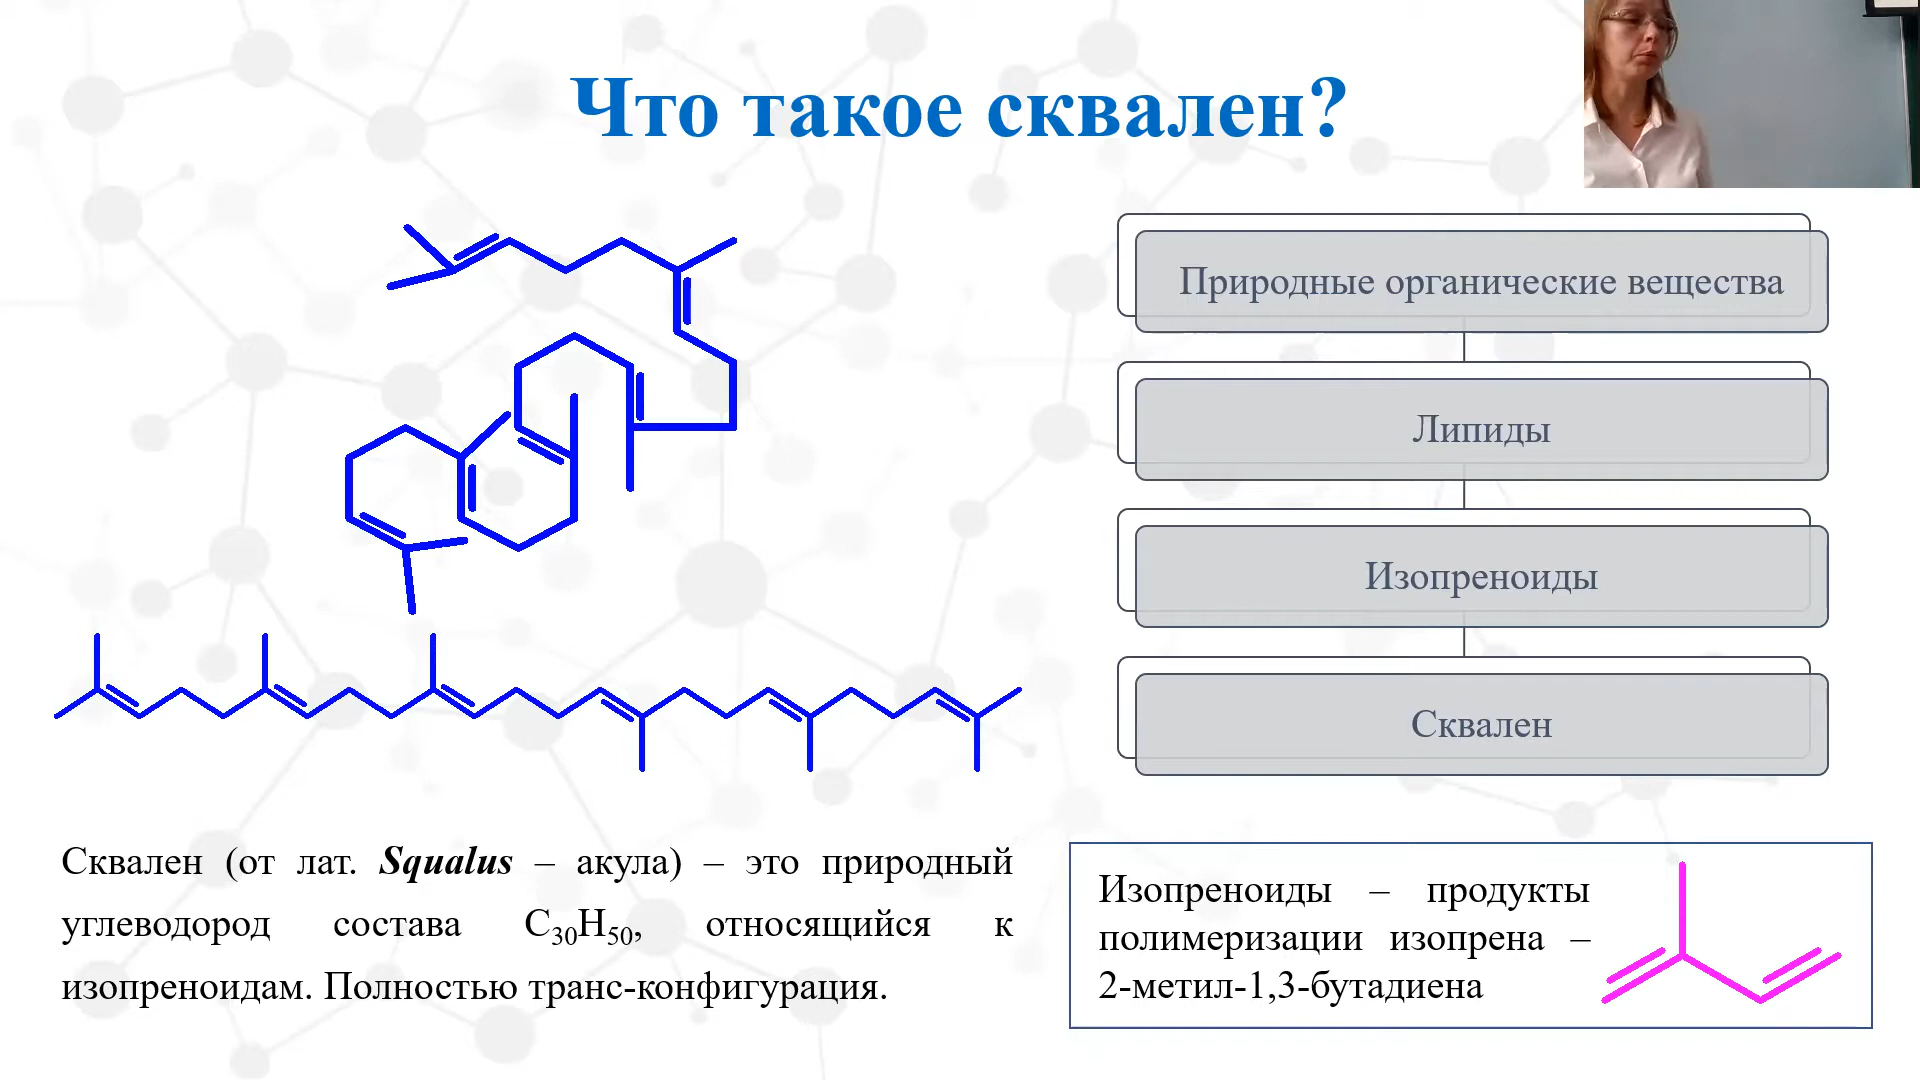 Что такое сквален?
Природные органические вещества
Липиды
Изопреноиды
Сквален
Сквален (от лат. Squalus – акула) – это природный
углеводород состава C₃₀H₅₀, относящийся к
изопреноидам. Полностью транс-конфигурация.
Изопреноиды – продукты
полимеризации изопрена –
2-метил-1,3-бутадиена